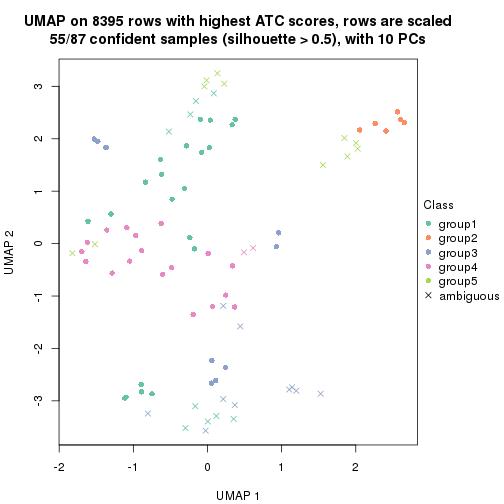 UMAP on 8395 rows with highest ATC scores, rows are scaled
55/87 confident samples (silhouette > 0.5), with 10 PCs
3
2
1
0
-1
-2
-3
UMAP 2
-2
-1
0
1
2
UMAP 1
Class
group1
group2
group3
group4
group5
ambiguous